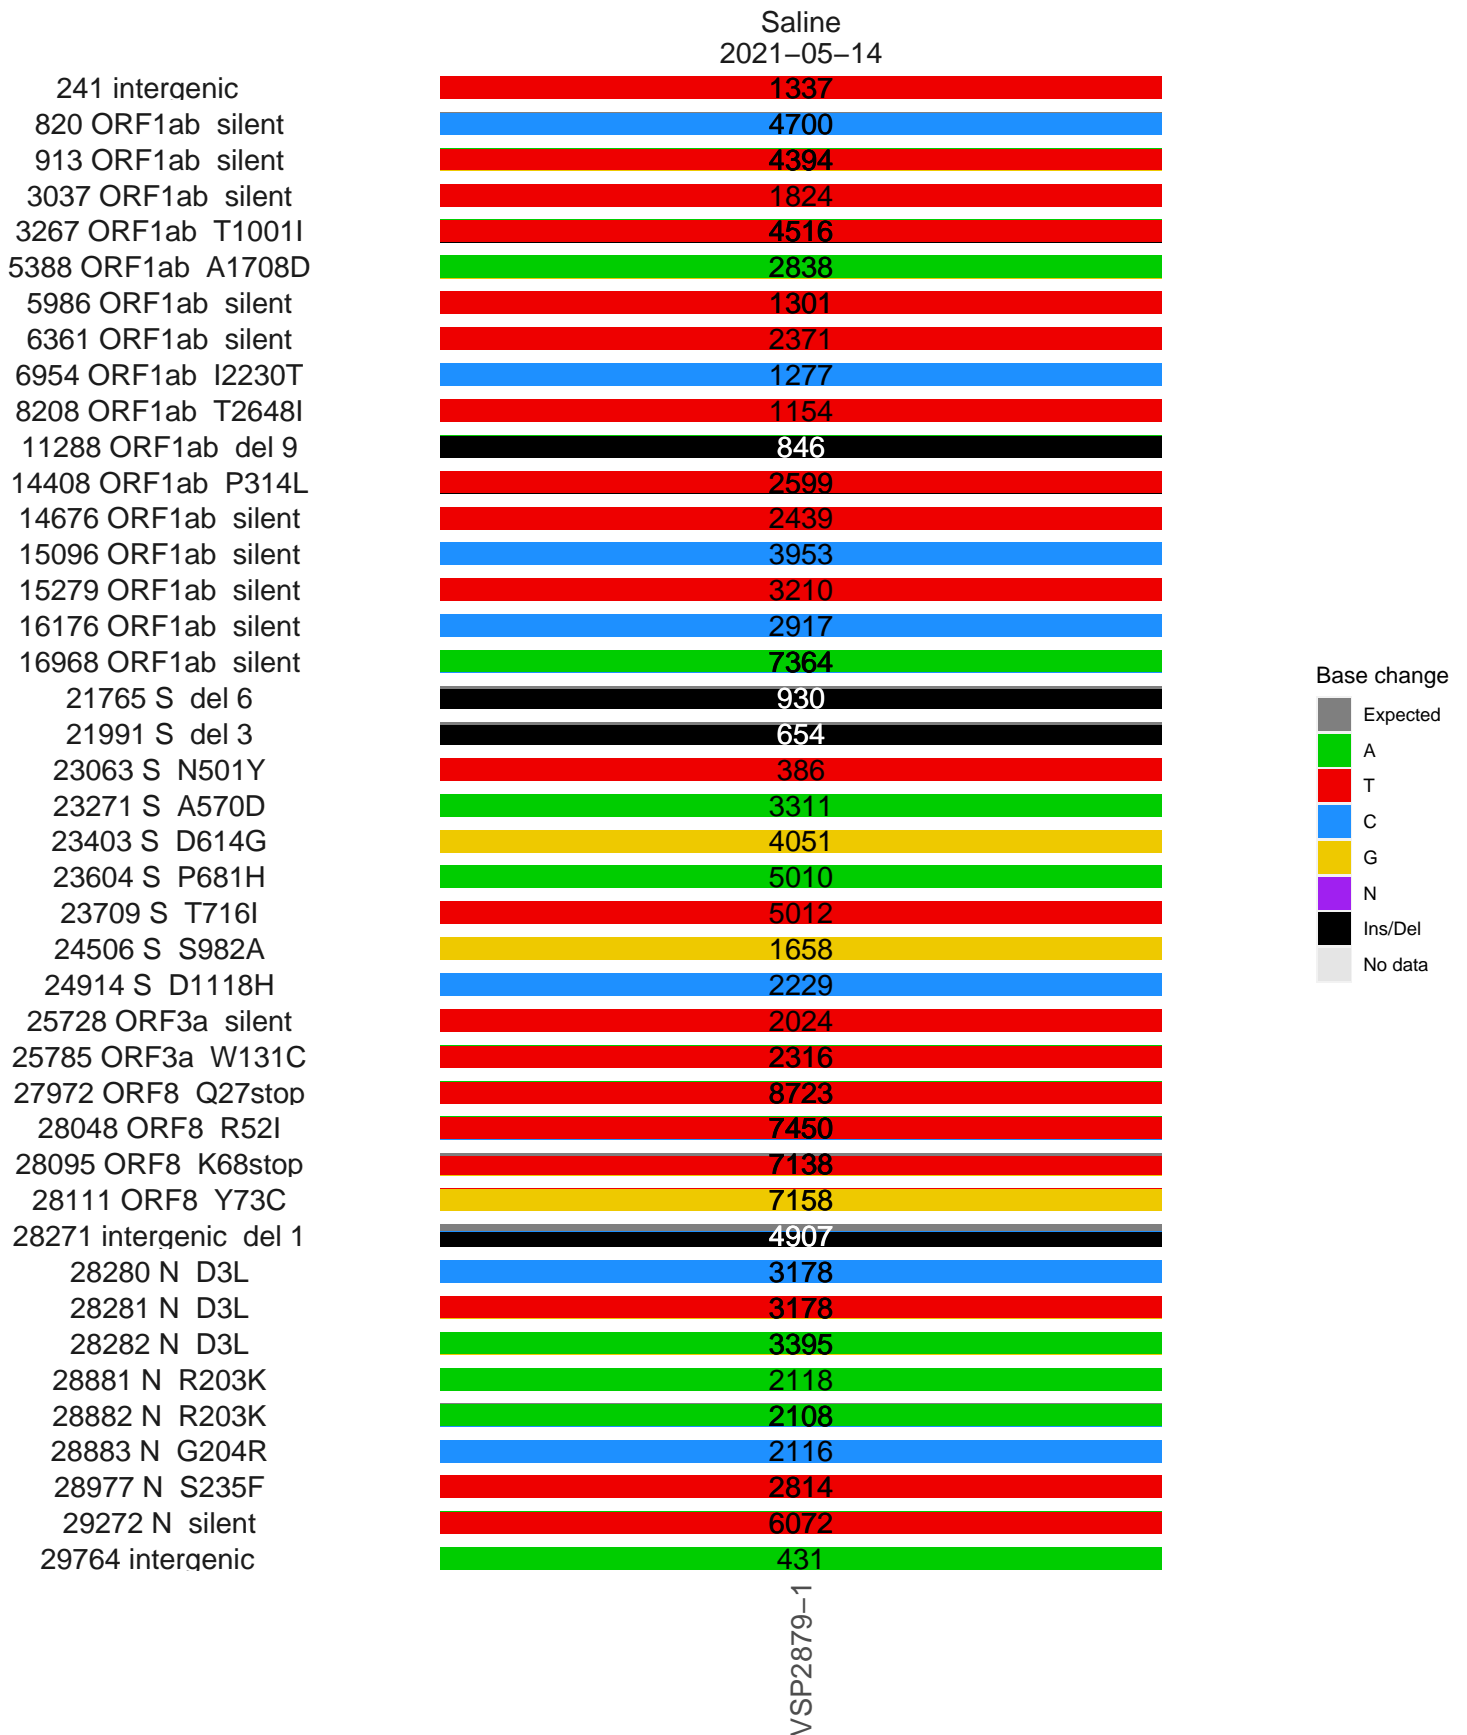 Saline
2021−05−14
241 intergenic 1337
820 ORF1ab silent 4700
913 ORF1ab silent 4394
3037 ORF1ab silent 1824
3267 ORF1ab T1001I 4516
5388 ORF1ab A1708D 2838
5986 ORF1ab silent 1301
6361 ORF1ab silent 2371
6954 ORF1ab I2230T 1277
8208 ORF1ab T2648I 1154
11288 ORF1ab del 9 846
14408 ORF1ab P314L 2599
14676 ORF1ab silent 2439
15096 ORF1ab silent 3953
15279 ORF1ab silent 3210
16176 ORF1ab silent 2917
16968 ORF1ab silent 7364
21765 S del 6 930
21991 S del 3 654
23063 S N501Y 386
23271 S A570D 3311
23403 S D614G 4051
23604 S P681H 5010
23709 S T716I 5012
24506 S S982A 1658
24914 S D1118H 2229
25728 ORF3a silent 2024
25785 ORF3a W131C 2316
27972 ORF8 Q27stop 8723
28048 ORF8 R52I 7450
28095 ORF8 K68stop 7138
28111 ORF8 Y73C 7158
28271 intergenic del 1 4907
28280 N D3L 3178
28281 N D3L 3178
28282 N D3L 3395
28881 N R203K 2118
28882 N R203K 2108
28883 N G204R 2116
28977 N S235F 2814
29272 N silent 6072
29764 intergenic 431
VSP2879−1
Base change
Expected
A
T
C
G
N
Ins/Del
No data